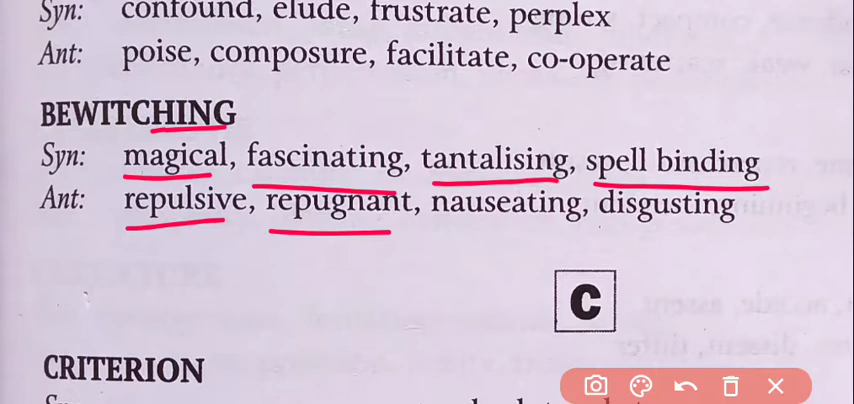 Syn: confound, elude, frustrate, perplex
Ant: poise, composure, facilitate, co-operate
BEWITCHING
Syn: magical, fascinating, tantalising, spell binding
Ant: repulsive, repugnant, nauseating, disgusting
C
CRITERION